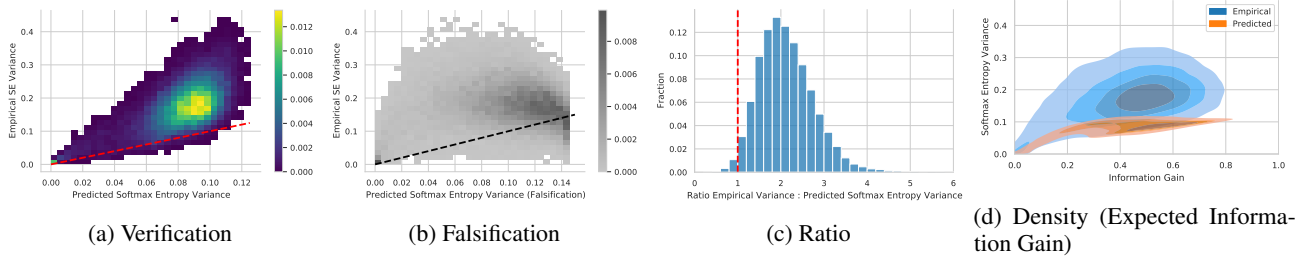 0.4
0.3
0.2
0.1
0.0
Empirical SE Variance
0.00 0.02 0.04 0.06 0.08 0.10 0.12
Predicted Softmax Entropy Variance
0.012
0.010
0.008
0.006
0.004
0.002
0.000
(a) Verification
0.4
0.3
0.2
0.1
0.0
Empirical SE Variance
0.00 0.02 0.04 0.06 0.08 0.10 0.12 0.14
Predicted Softmax Entropy Variance (Falsification)
0.008
0.006
0.004
0.002
0.000
(b) Falsification
0.12
0.10
0.08
0.06
0.04
0.02
0.00
Fraction
0 1 2 3 4 5 6
Ratio Empirical Variance : Predicted Softmax Entropy Variance
(c) Ratio
Empirical
Predicted
0.4
0.3
0.2
0.1
0.0
Softmax Entropy Variance
0.0 0.2 0.4 0.6 0.8 1.0
Information Gain
(d) Density (Expected Informa-
tion Gain)